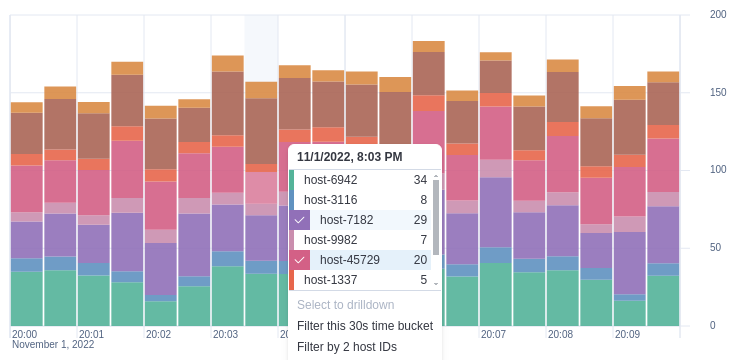 200
150
100
50
0
11/1/2022, 8:03 PM
host-6942 34
host-3116 8
host-7182 29
host-9982 7
host-45729 20
host-1337 5
Select to drilldown
Filter this 30s time bucket
Filter by 2 host IDs
20:00 20:01 20:02 20:03 20:07 20:08 20:09
November 1, 2022